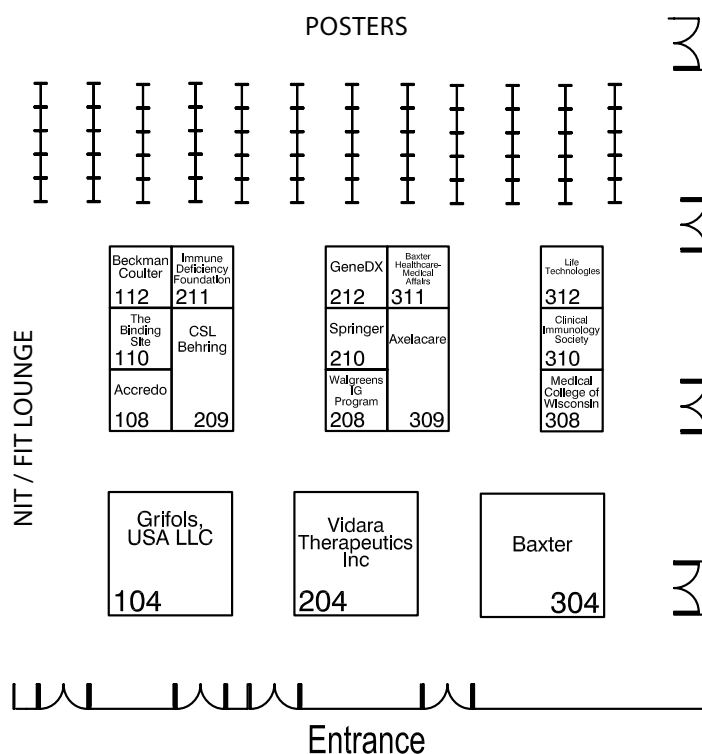 POSTERS
Beckman
Coulter
112
Immune
Deficiency
Foundation
211
GeneDX
212
Baxter
Healthcare-
Medical
Affairs
311
Life
Technologies
312
The
Binding
Site
110
CSL
Behring
209
Springer
210
Axelacare
309
Clinical
Immunology
Society
310
Accredo
108
Walgreens
IG
Program
208
Medical
College of
Wisconsin
308
NIT / FIT LOUNGE
Grifols,
USA LLC
104
Vidara
Therapeutics
Inc
204
Baxter
304
Entrance